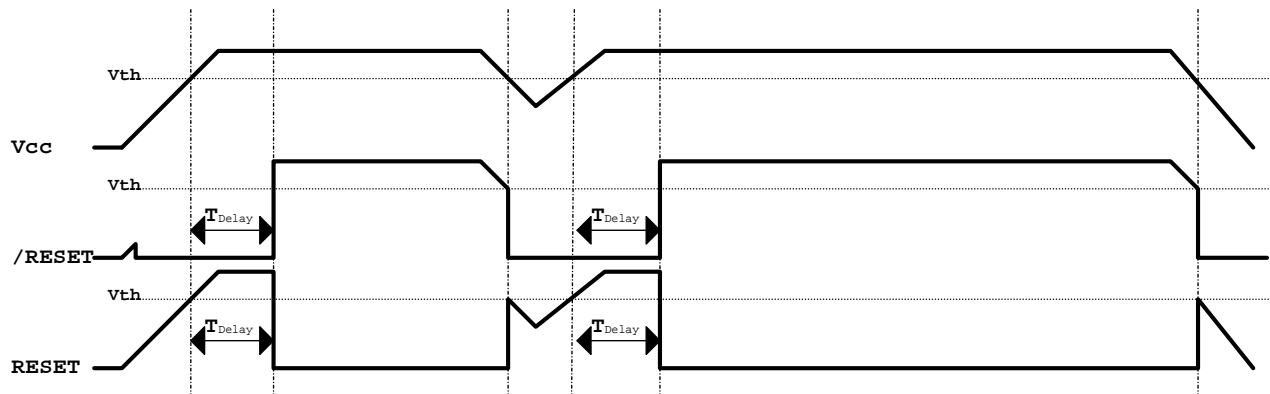 Vth
Vcc
Vth
TDelay TDelay
/RESET
Vth
TDelay TDelay
RESET